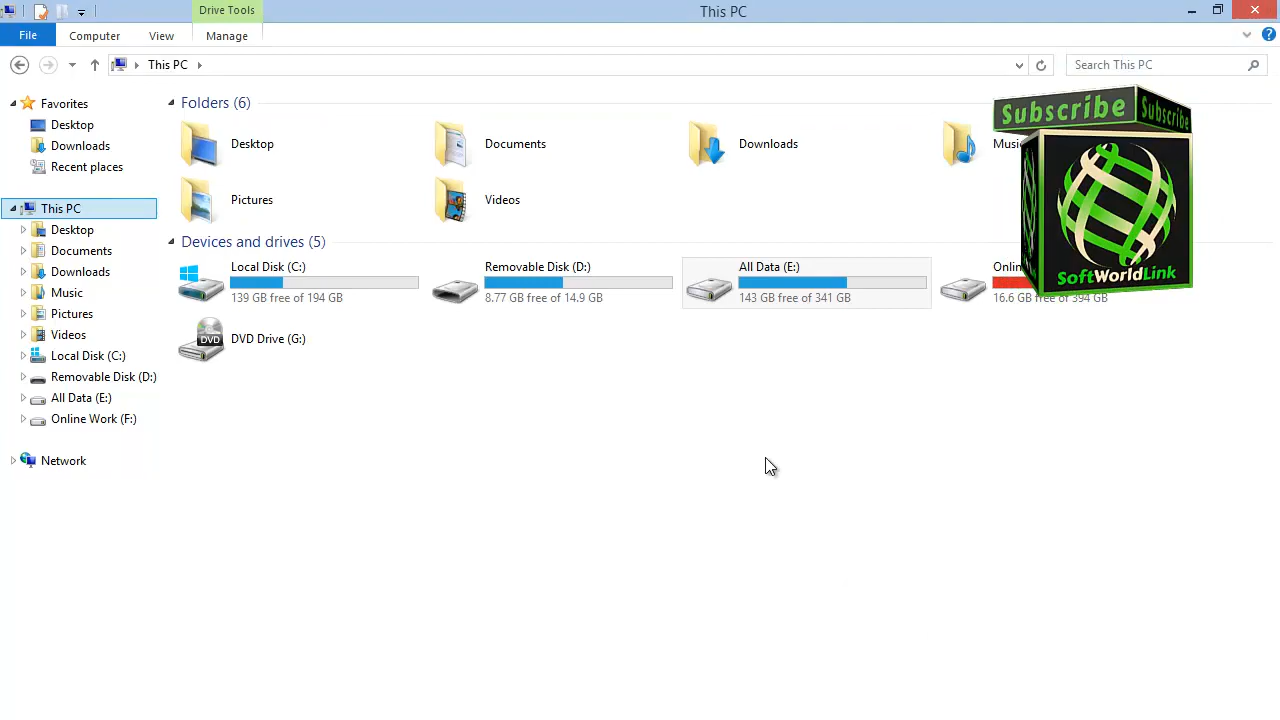 Drive Tools
This PC
File
Computer
View
Manage
This PC
Search This PC
Favorites
Desktop
Downloads
Recent places
This PC
Desktop
Documents
Downloads
Music
Pictures
Videos
Local Disk (C:)
Removable Disk (D:)
All Data (E:)
Online Work (F:)
Network
Folders (6)
Desktop
Documents
Downloads
Pictures
Videos
Devices and drives (5)
Local Disk (C:)
139 GB free of 194 GB
Removable Disk (D:)
8.77 GB free of 14.9 GB
All Data (E:)
143 GB free of 341 GB
16.6 GB free of 394 GB
DVD
DVD Drive (G:)
Subscribe
Subscribe
SoftWorldLink